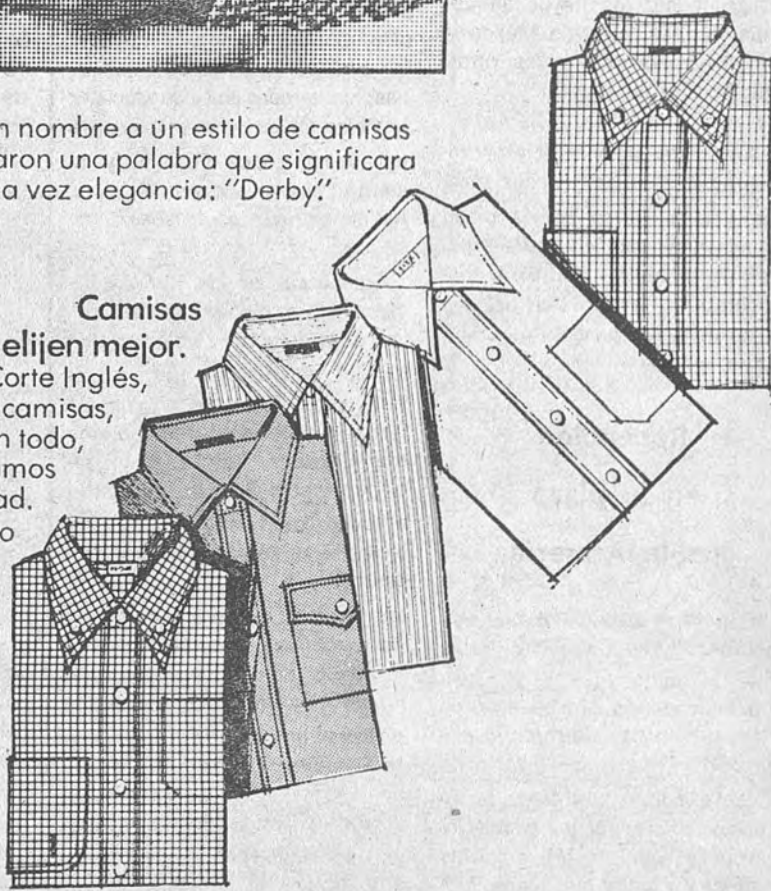 n nombre a un estilo de camisas
aron una palabra que significara
a vez elegancia: "Derby."
Camisas
elijen mejor.
Corte Inglés,
camisas,
n todo,
mos
ad.
o